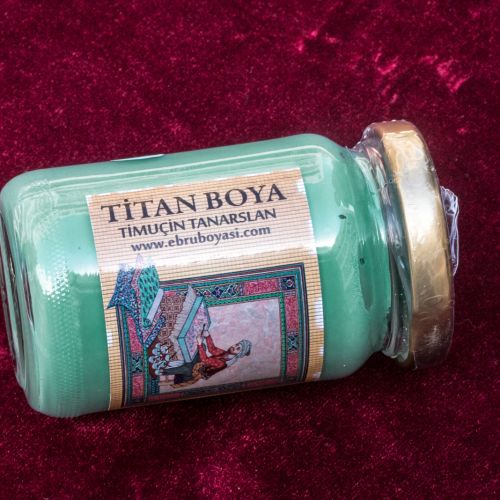 TİTAN BOYA
TİMUÇİN TANARSLAN
www.ebruboyasi.com